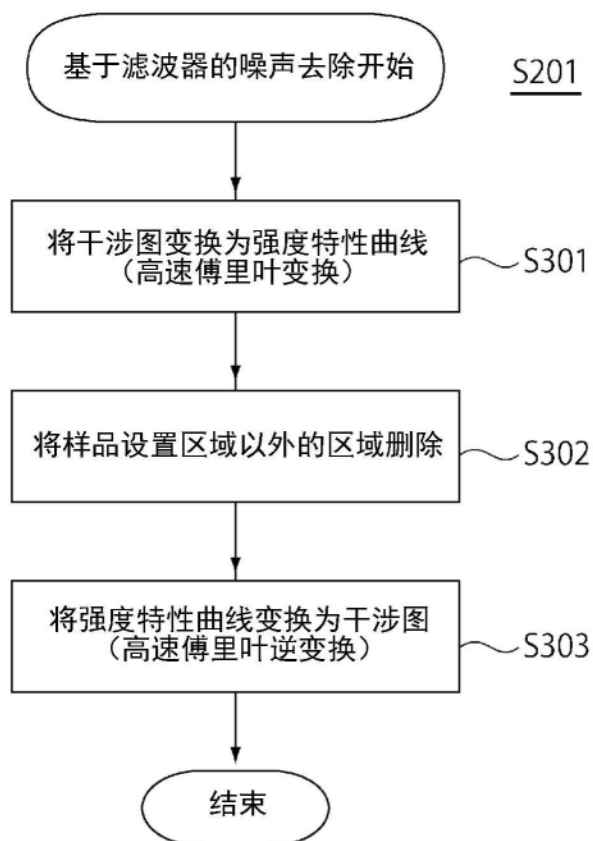 基于滤波器的噪声去除开始
S201
将干涉图变换为强度特性曲线
（高速傅里叶变换）
S301
将样品设置区域以外的区域删除
S302
将强度特性曲线变换为干涉图
（高速傅里叶逆变换）
S303
结束